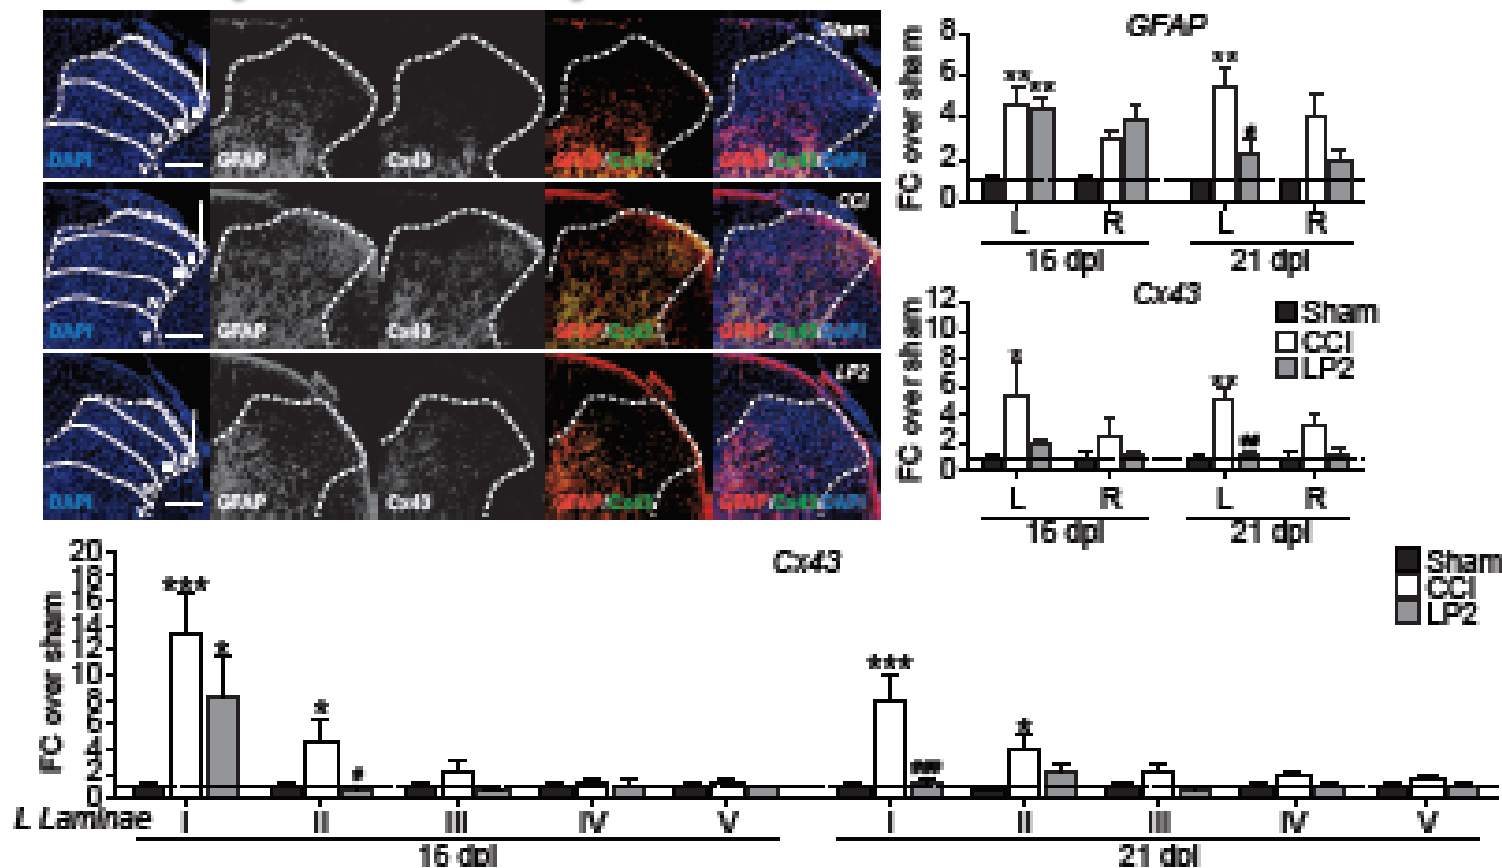 Sham
DAPI
GFAP
Cx43
GFAP/Cx43
GFAP/Cx43/DAPI
CCI
DAPI
GFAP
Cx43
GFAP/Cx43
GFAP/Cx43/DAPI
LP2
DAPI
GFAP
Cx43
GFAP/Cx43
GFAP/Cx43/DAPI
GFAP
FC over sham
8
6
4
2
0
** ** ** #
L R L R
16 dpl 21 dpl
Cx43
FC over sham
12
10
8
6
4
2
0
Sham
CCI
LP2
* ** ##
L R L R
16 dpl 21 dpl
Cx43
FC over sham
20
18
16
14
12
10
8
6
4
2
0
Sham
CCI
LP2
*** * * # *** ## *
L Laminae I II III IV V I II III IV V
16 dpl 21 dpl